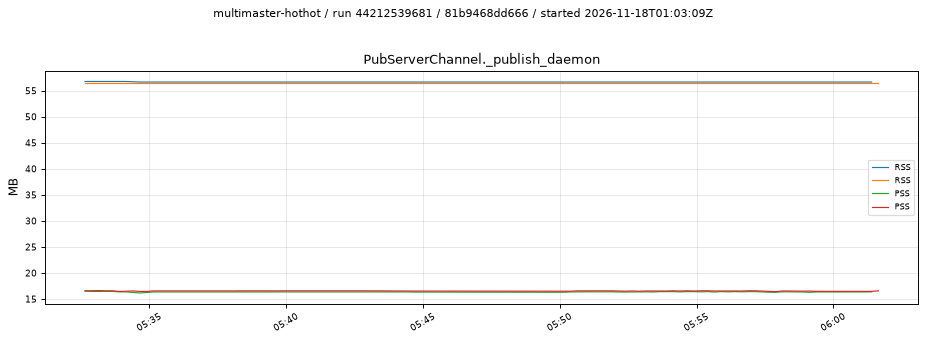 multimaster-hothot / run 44212539681 / 81b9468dd666 / started 2026-11-18T01:03:09Z
PubServerChannel._publish_daemon
MB
55
50
45
40
35
30
25
20
15
RSS
RSS
PSS
PSS
05:35
05:40
05:45
05:50
05:55
06:00